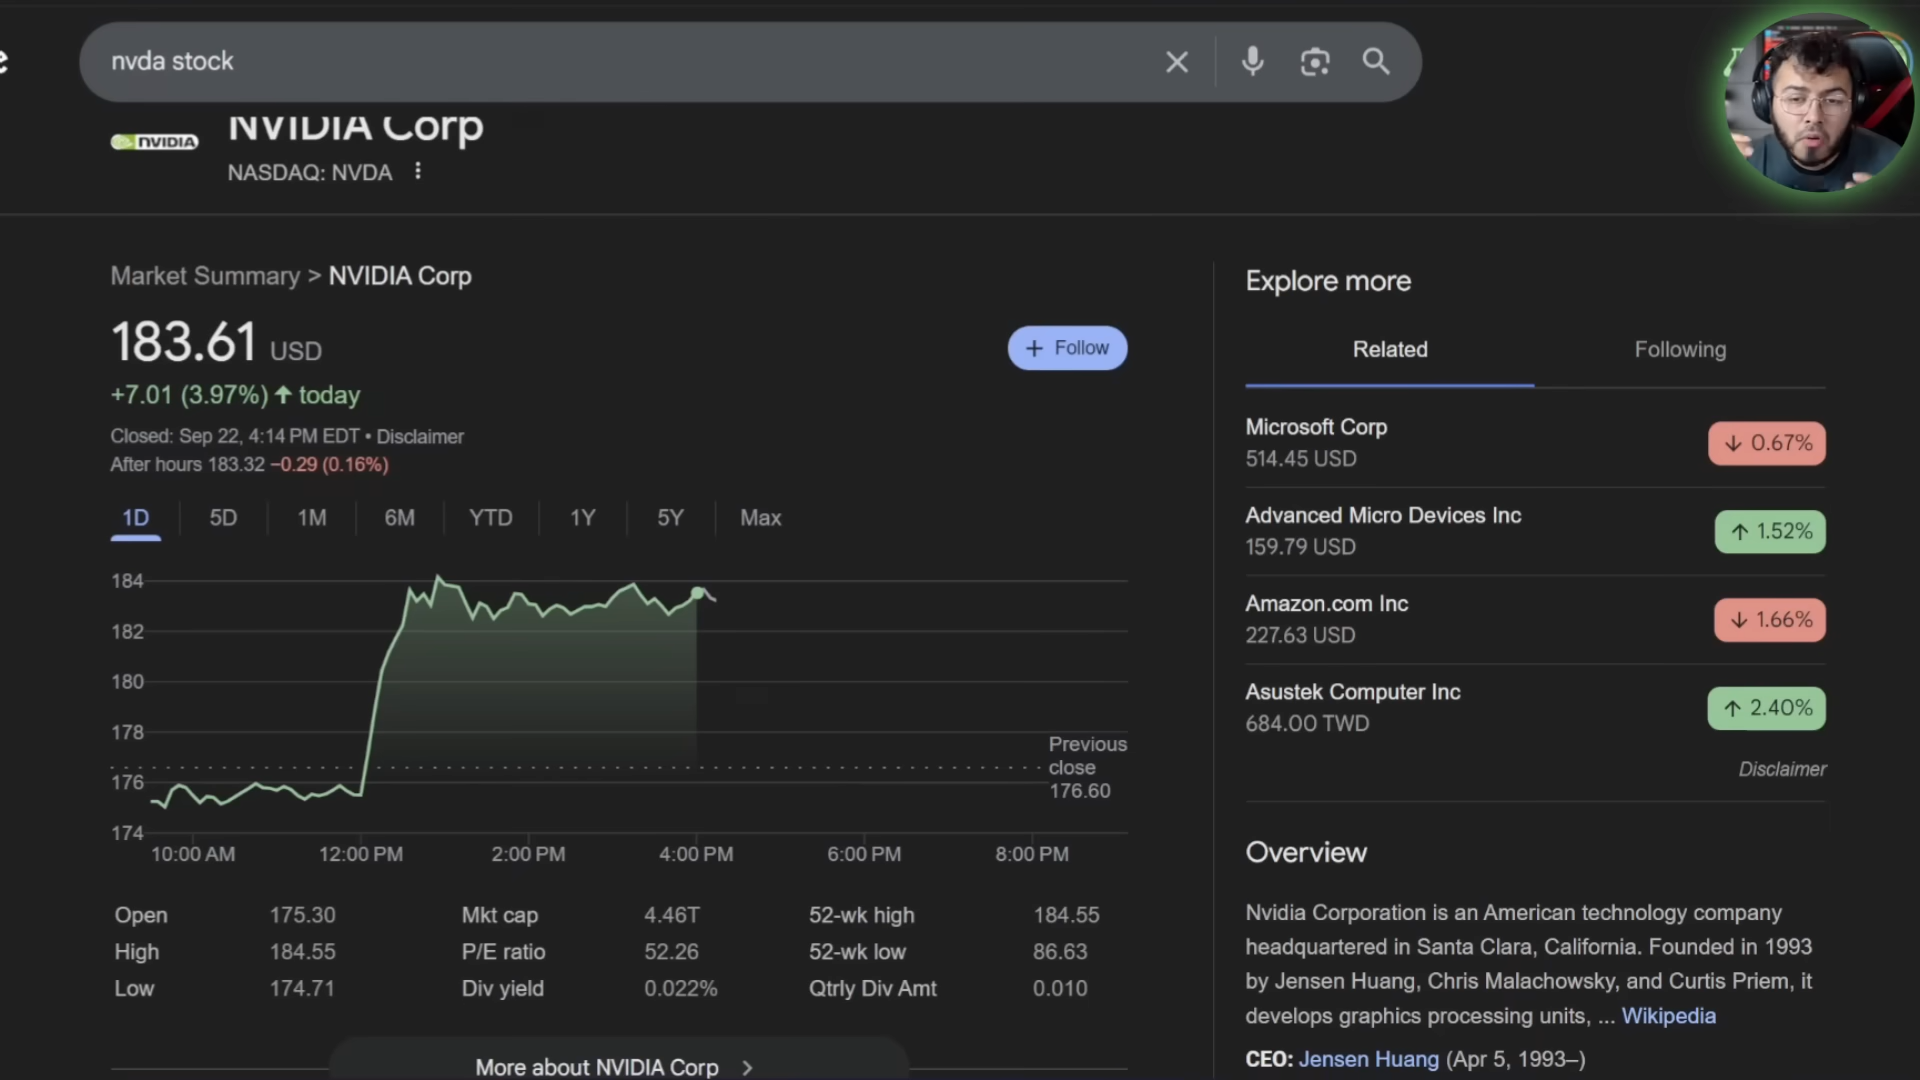 nvda stock
NVIDIA
NVIDIA Corp
NASDAQ: NVDA
Market Summary > NVIDIA Corp
183.61 USD
+ Follow
+7.01 (3.97%) ↑ today
Closed: Sep 22, 4:14 PM EDT • Disclaimer
After hours 183.32 −0.29 (0.16%)
1D 5D 1M 6M YTD 1Y 5Y Max
184
182
180
178
176
174
Previous
close
176.60
10:00 AM 12:00 PM 2:00 PM 4:00 PM 6:00 PM 8:00 PM
Open 175.30 Mkt cap 4.46T 52-wk high 184.55
High 184.55 P/E ratio 52.26 52-wk low 86.63
Low 174.71 Div yield 0.022% Qtrly Div Amt 0.010
More about NVIDIA Corp >
Explore more
Related Following
Microsoft Corp
514.45 USD
↓ 0.67%
Advanced Micro Devices Inc
159.79 USD
↑ 1.52%
Amazon.com Inc
227.63 USD
↓ 1.66%
Asustek Computer Inc
684.00 TWD
↑ 2.40%
Disclaimer
Overview
Nvidia Corporation is an American technology company
headquartered in Santa Clara, California. Founded in 1993
by Jensen Huang, Chris Malachowsky, and Curtis Priem, it
develops graphics processing units, ... Wikipedia
CEO: Jensen Huang (Apr 5, 1993–)